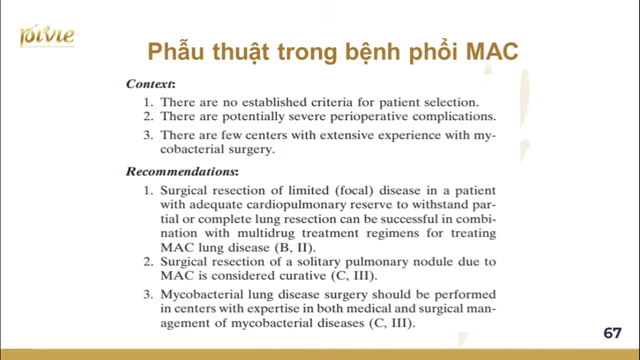 pivie
Phẫu thuật trong bệnh phổi MAC
Context:
1. There are no established criteria for patient selection.
2. There are potentially severe perioperative complications.
3. There are few centers with extensive experience with my-
cobacterial surgery.
Recommendations:
1. Surgical resection of limited (focal) disease in a patient
with adequate cardiopulmonary reserve to withstand par-
tial or complete lung resection can be successful in combi-
nation with multidrug treatment regimens for treating
MAC lung disease (B, II).
2. Surgical resection of a solitary pulmonary nodule due to
MAC is considered curative (C, III).
3. Mycobacterial lung disease surgery should be performed
in centers with expertise in both medical and surgical man-
agement of mycobacterial diseases (C, III).
67